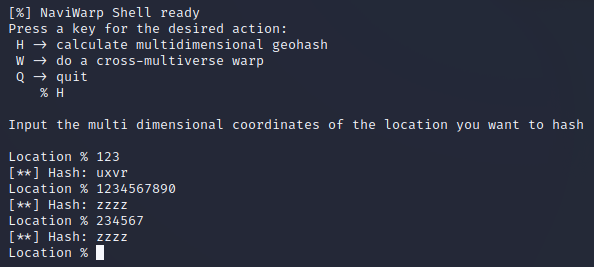 [%] NaviWarp Shell ready
Press a key for the desired action:
H -> calculate multidimensional geohash
W -> do a cross-multiverse warp
Q -> quit
% H
Input the multi dimensional coordinates of the location you want to hash
Location % 123
[**] Hash: uxvr
Location % 1234567890
[**] Hash: zzzz
Location % 234567
[**] Hash: zzzz
Location %